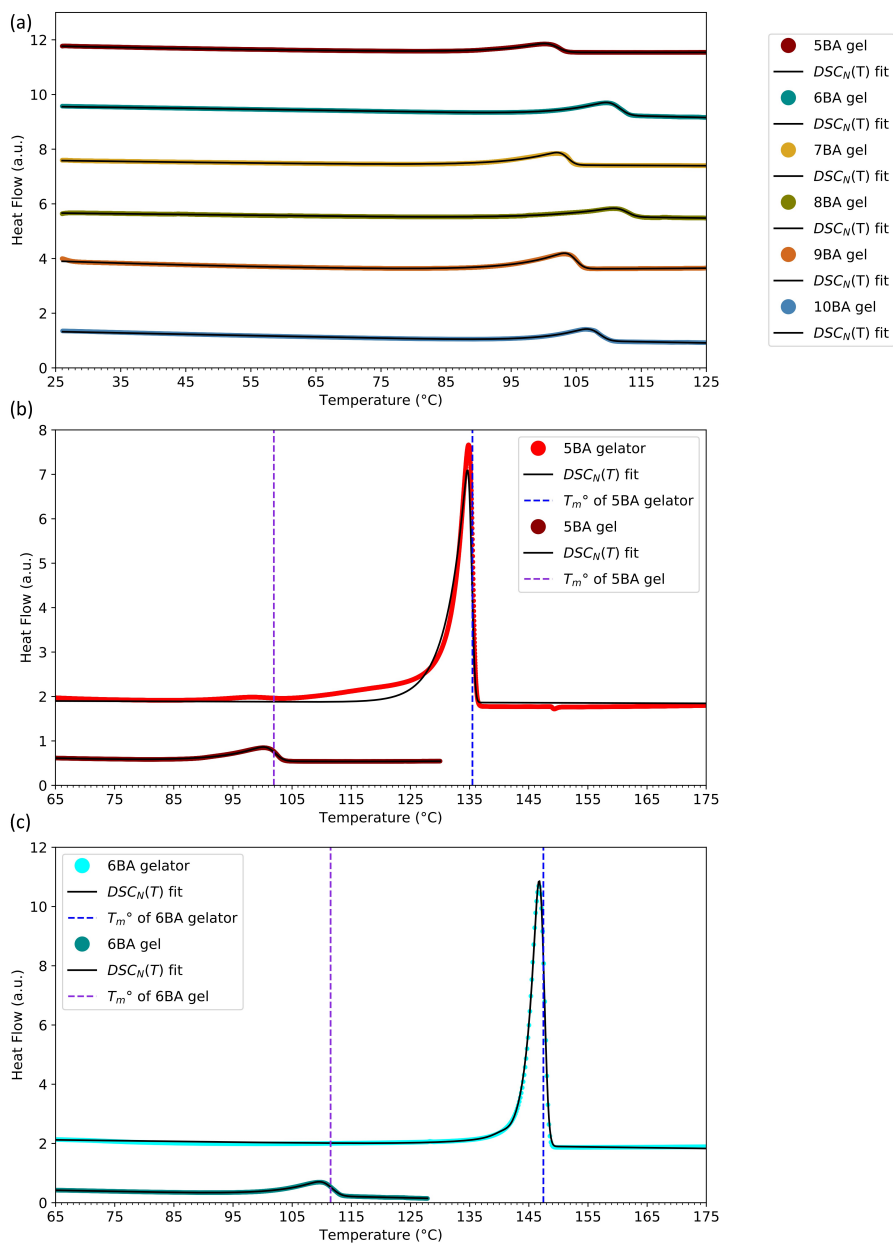 (a)
12
10
8
6
4
2
0
Heat Flow (a.u.)
25 35 45 55 65 75 85 95 105 115 125
Temperature (°C)
5BA gel
DSC_N(T) fit
6BA gel
DSC_N(T) fit
7BA gel
DSC_N(T) fit
8BA gel
DSC_N(T) fit
9BA gel
DSC_N(T) fit
10BA gel
DSC_N(T) fit
(b)
8
7
6
5
4
3
2
1
0
Heat Flow (a.u.)
5BA gelator
DSC_N(T) fit
T_m° of 5BA gelator
5BA gel
DSC_N(T) fit
T_m° of 5BA gel
65 75 85 95 105 115 125 135 145 155 165 175
Temperature (°C)
(c)
12
10
8
6
4
2
0
Heat Flow (a.u.)
6BA gelator
DSC_N(T) fit
T_m° of 6BA gelator
6BA gel
DSC_N(T) fit
T_m° of 6BA gel
65 75 85 95 105 115 125 135 145 155 165 175
Temperature (°C)